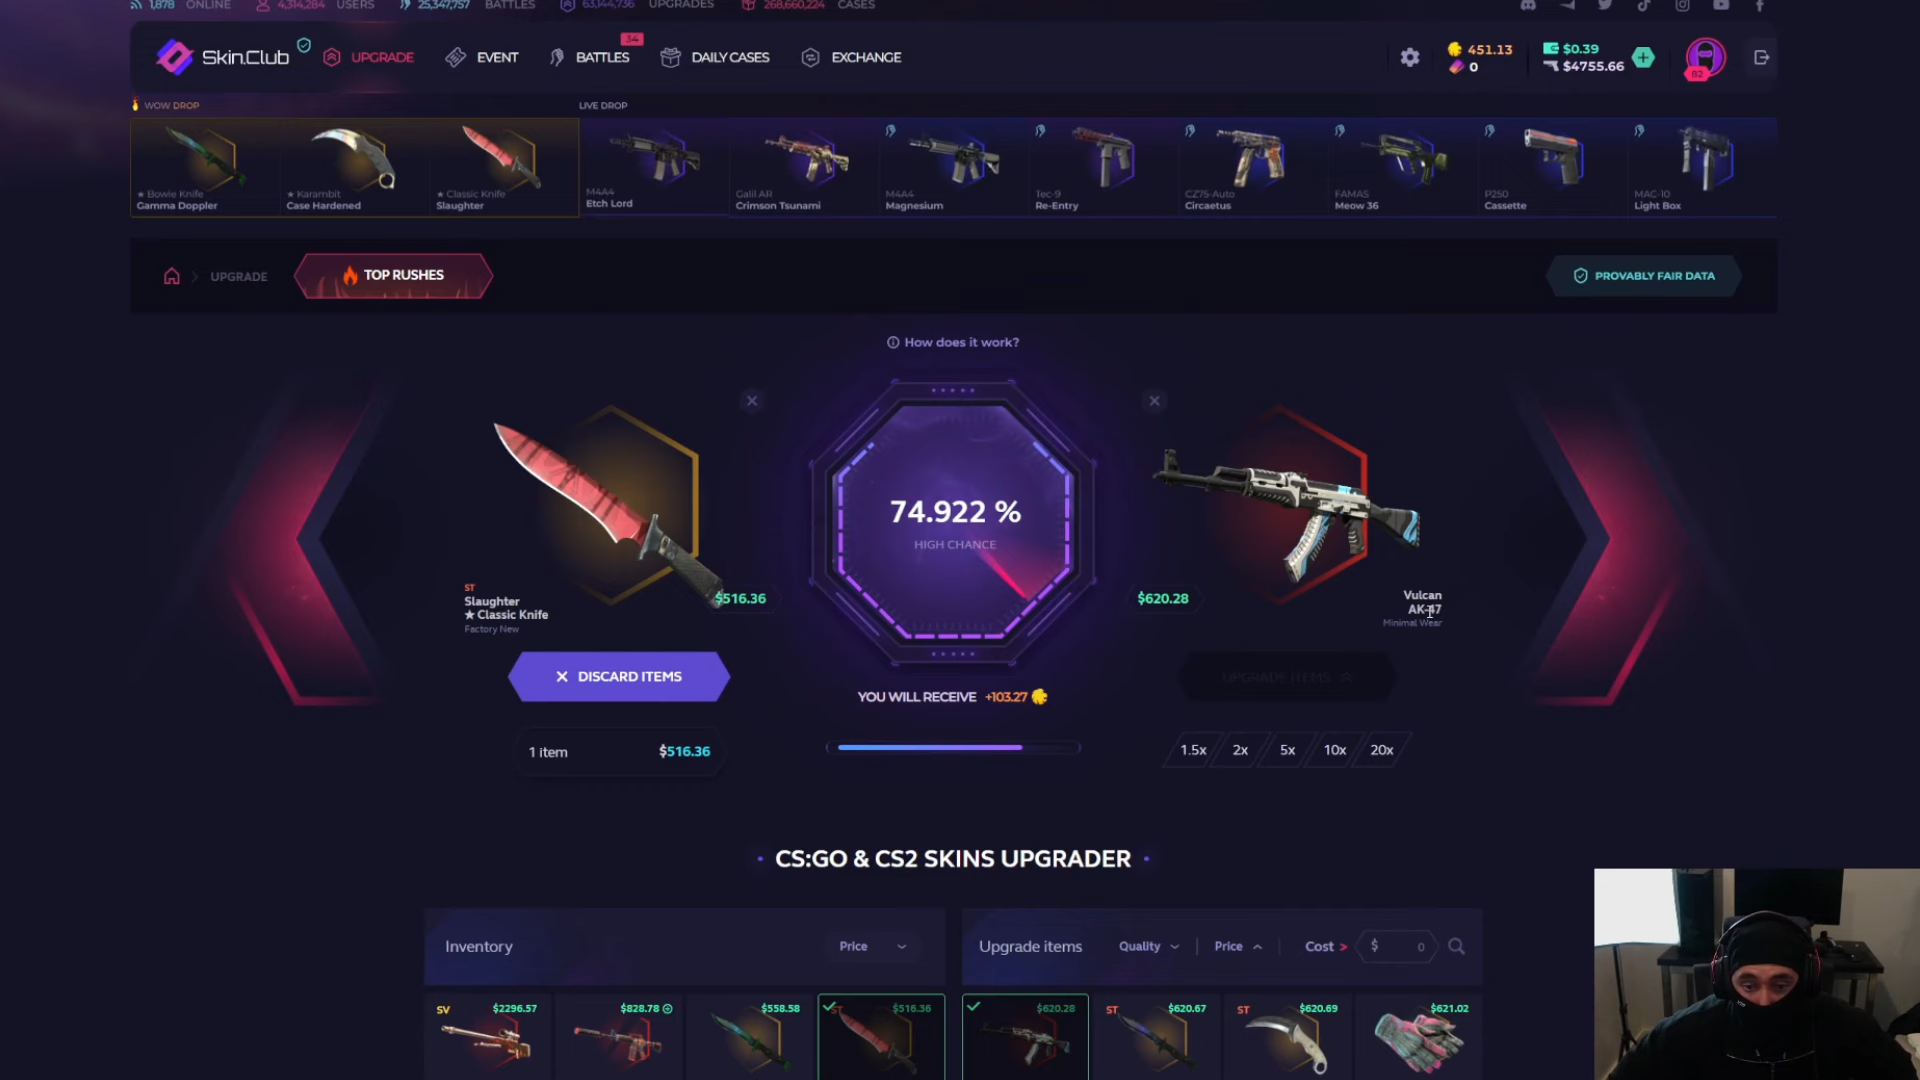 1,878 ONLINE 4,314,284 USERS 25,347,757 BATTLES 63,144,736 UPGRADES 268,660,224 CASES
Skin.Club UPGRADE EVENT BATTLES 34 DAILY CASES EXCHANGE
451.13
0
$0.39
$4755.66
82
WOW DROP
LIVE DROP
★ Bowie Knife
Gamma Doppler
★ Karambit
Case Hardened
★ Classic Knife
Slaughter
M4A4
Etch Lord
Galil AR
Crimson Tsunami
M4A4
Magnesium
Tec-9
Re-Entry
CZ75-Auto
Circaetus
FAMAS
Meow 36
P250
Cassette
MAC-10
Light Box
UPGRADE
TOP RUSHES
PROVABLY FAIR DATA
How does it work?
74.922 %
HIGH CHANCE
$516.36
ST
Slaughter
★ Classic Knife
Factory New
$620.28
Vulcan
AK-47
Minimal Wear
DISCARD ITEMS
YOU WILL RECEIVE +103.27
UPGRADE ITEMS
1 item $516.36
1.5x 2x 5x 10x 20x
CS:GO & CS2 SKINS UPGRADER
Inventory Price
Upgrade items Quality Price Cost > $ 0
SV $2296.57
$828.78
$558.58
ST $516.36
$620.28
ST $620.67
ST $620.69
$621.02